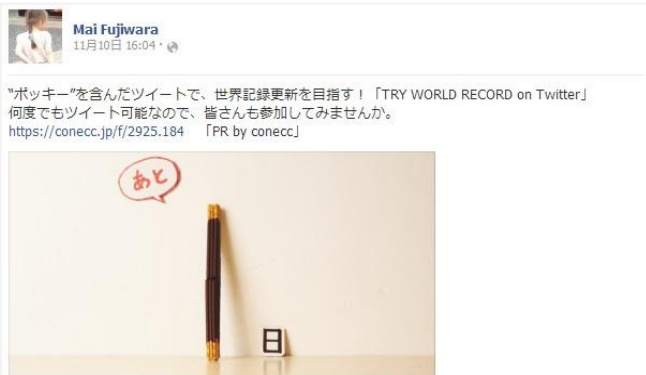 Mai Fujiwara
11月10日 16:04 ·
“ポッキー”を含んだツイートで、世界記録更新を目指す！「TRY WORLD RECORD on Twitter」
何度でもツイート可能なので、皆さんも参加してみませんか。
https://conecc.jp/f/2925.184 「PR by conecc」
あと
日